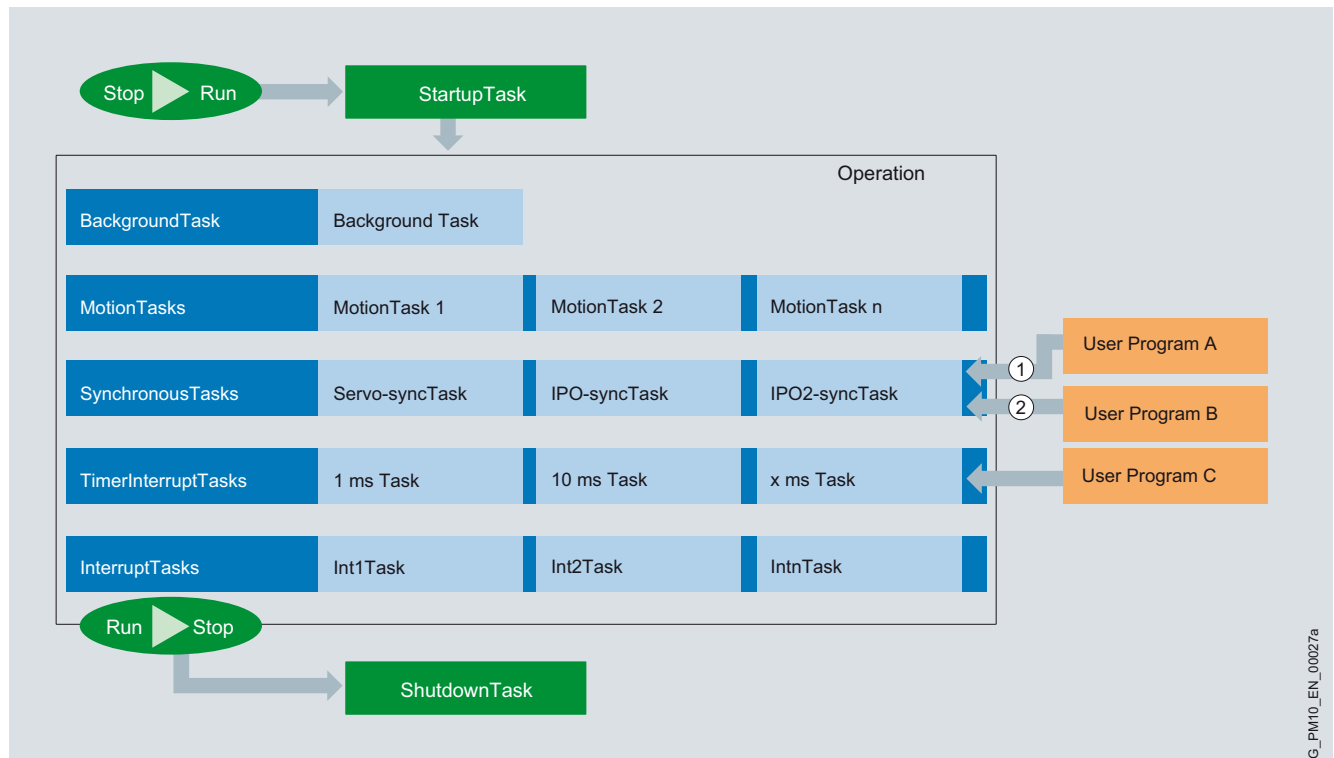 Stop Run
StartupTask
Operation
BackgroundTask
Background Task
MotionTasks
MotionTask 1
MotionTask 2
MotionTask n
User Program A
1
SynchronousTasks
Servo-syncTask
IPO-syncTask
IPO2-syncTask
2
User Program B
TimerInterruptTasks
1 ms Task
10 ms Task
x ms Task
User Program C
InterruptTasks
Int1Task
Int2Task
IntnTask
Run Stop
ShutdownTask
G_PM10_EN_00027a